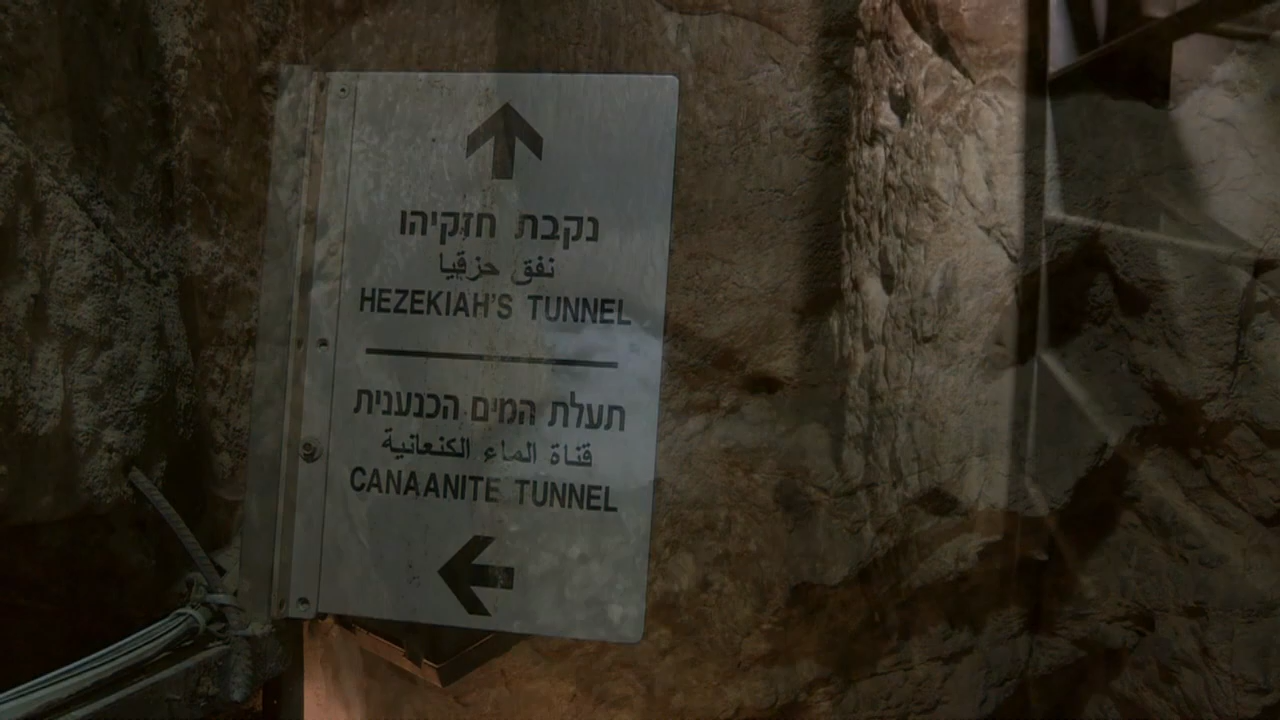 נקבת חזקיהו
نفق حزقيا
HEZEKIAH'S TUNNEL
תעלת המים הכנענית
قناة الماء الكنعانية
CANAANITE TUNNEL